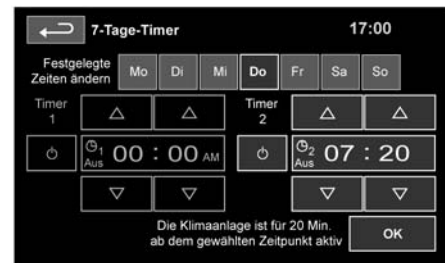 7-Tage-Timer 17:00
Festgelegte
Zeiten ändern
Mo Di Mi Do Fr Sa So
Timer
1
Timer
2
1
Aus
00 : 00 AM
2
Aus
07 : 20
Die Klimaanlage ist für 20 Min.
ab dem gewählten Zeitpunkt aktiv
OK